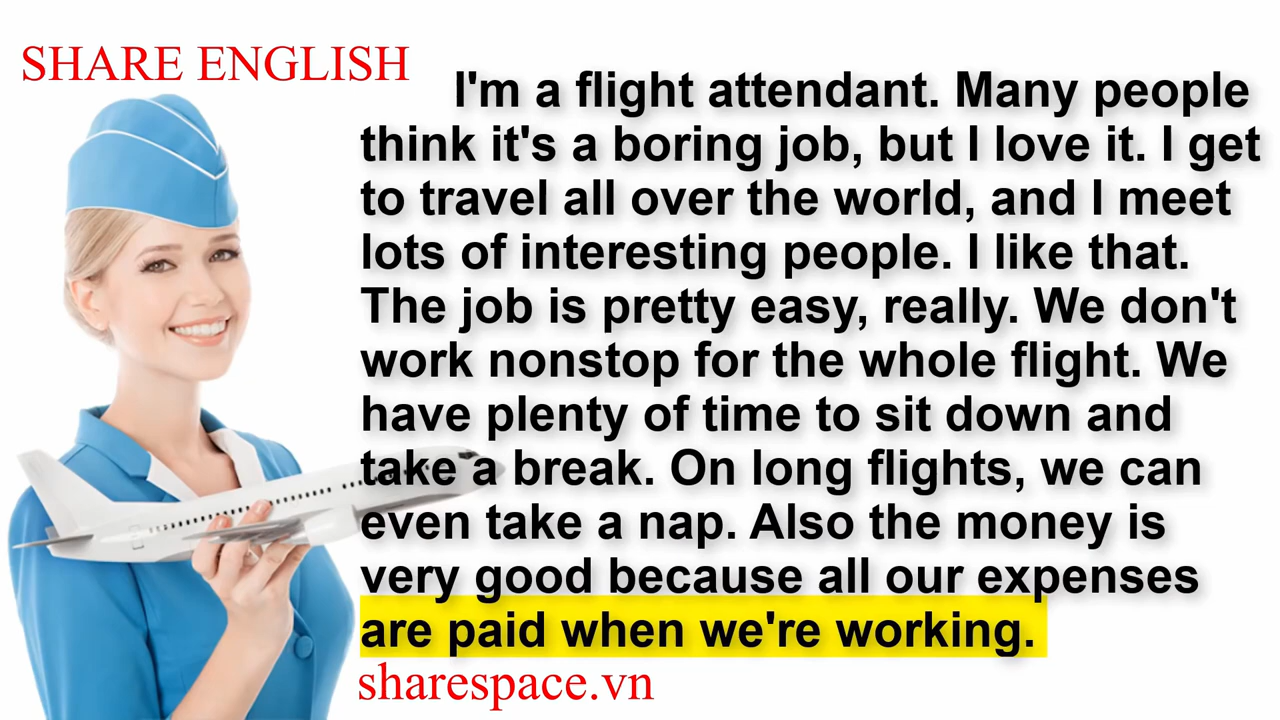 SHARE ENGLISH
I'm a flight attendant. Many people
think it's a boring job, but I love it. I get
to travel all over the world, and I meet
lots of interesting people. I like that.
The job is pretty easy, really. We don't
work nonstop for the whole flight. We
have plenty of time to sit down and
take a break. On long flights, we can
even take a nap. Also the money is
very good because all our expenses
are paid when we're working.
sharespace.vn